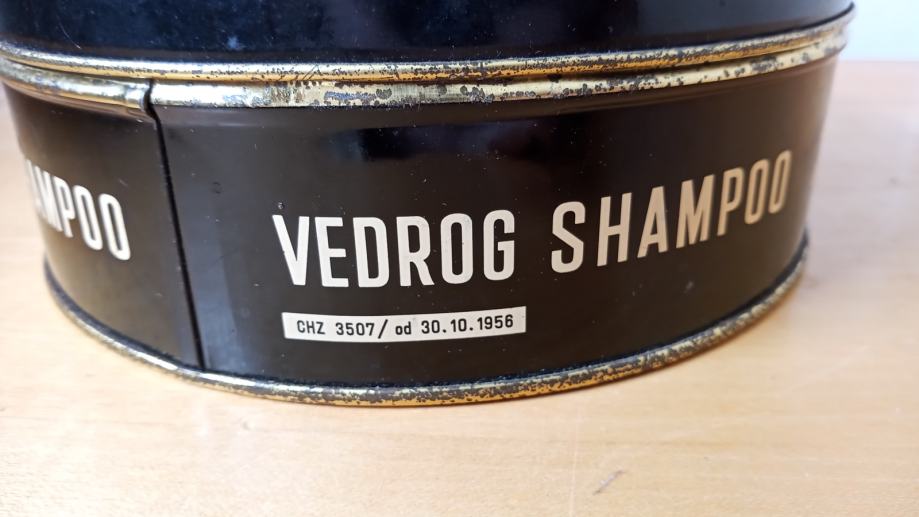 AMPOO
VEDROG SHAMPOO
CHZ 3507/ od 30.10.1956